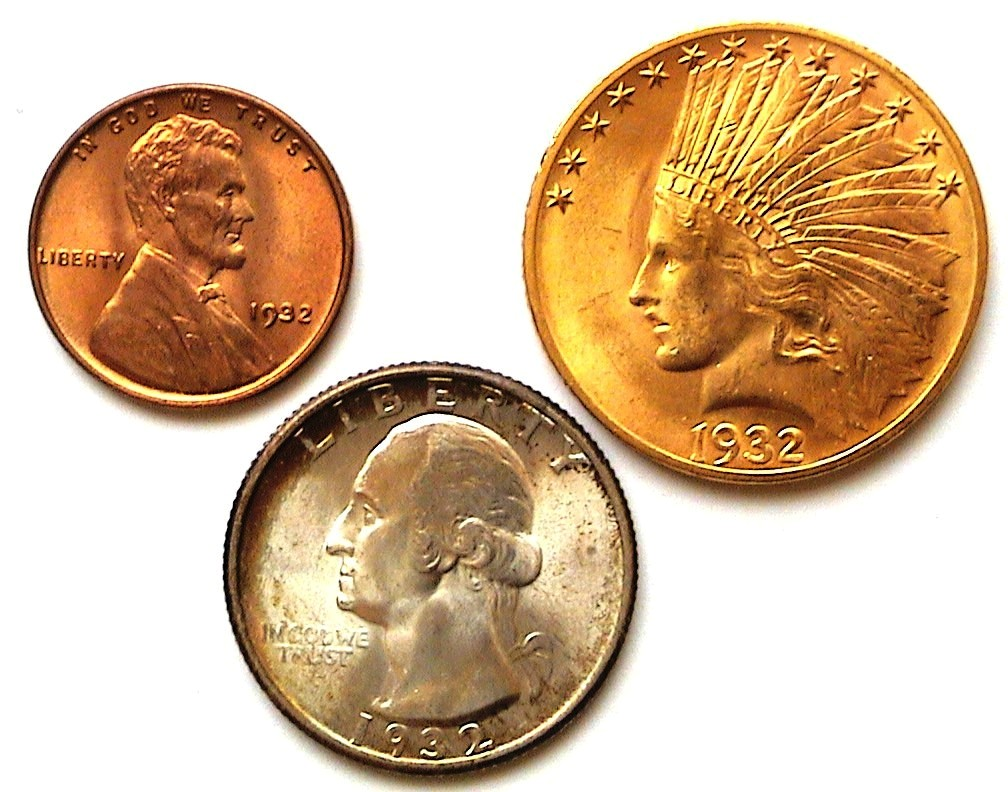 IN GOD WE TRUST
LIBERTY
1932
LIBERTY
1932
LIBERTY
IN GOD WE
TRUST
1932